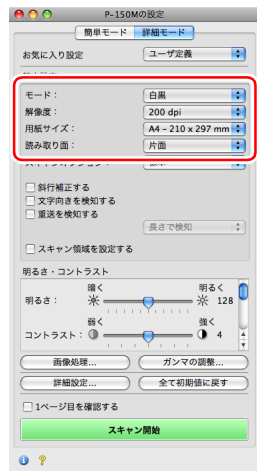 P-150Mの設定
簡単モード 詳細モード
お気に入り設定 ユーザ定義
モード： 白黒
解像度： 200 dpi
用紙サイズ： A4 – 210 x 297 mm
読み取り面： 片面
斜行補正する
文字向きを検知する
重送を検知する
長さで検知
スキャン領域を設定する
明るさ・コントラスト
暗く 明るく
明るさ： 128
弱く 強く
コントラスト： 4
画像処理... ガンマの調整...
詳細設定... 全て初期値に戻す
1ページ目を確認する
スキャン開始